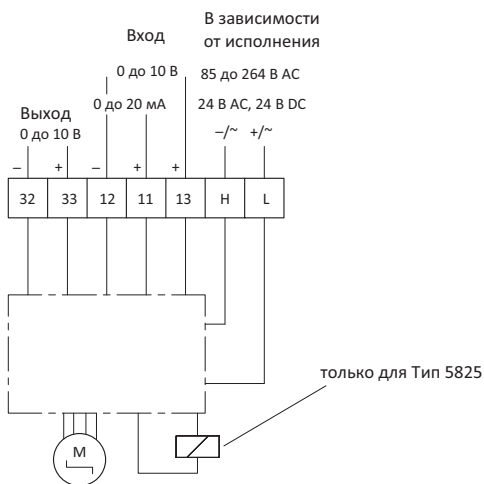 В зависимости
от исполнения
Вход
0 до 10 В
85 до 264 В AC
0 до 20 мА
24 В AC, 24 В DC
Выход
0 до 10 В
–/~ +/~
– + – + +
32 33 12 11 13 H L
только для Тип 5825
M